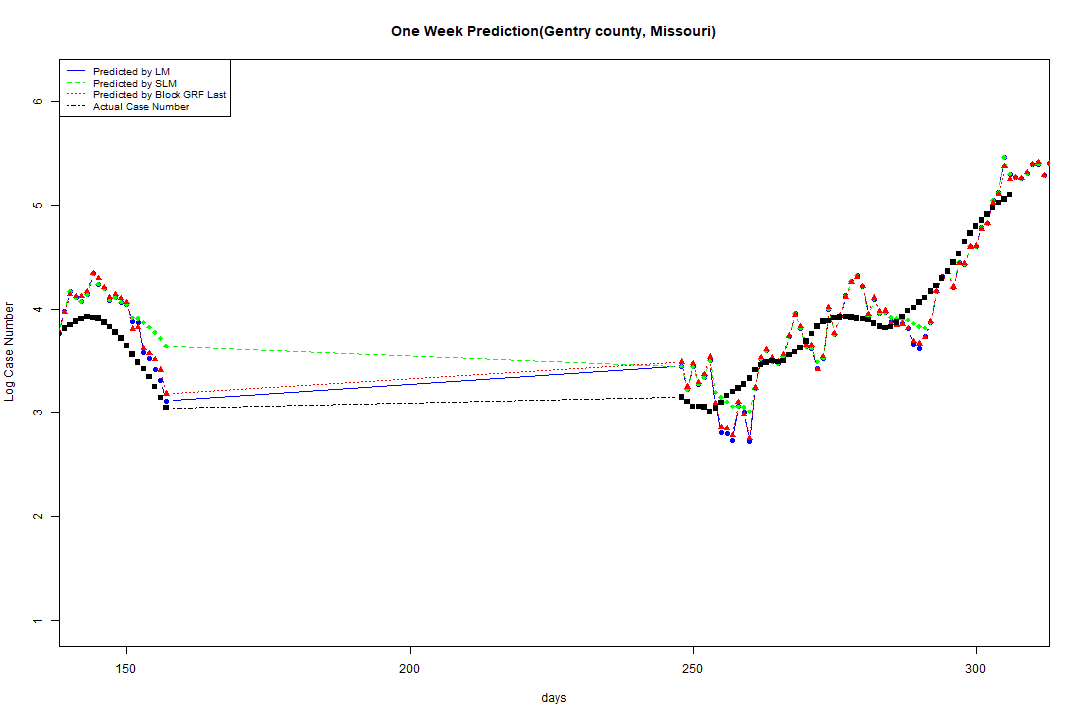 One Week Prediction(Gentry county, Missouri)
Predicted by LM
Predicted by SLM
Predicted by Block GRF Last
Actual Case Number
6
5
4
3
2
1
Log Case Number
150
200
250
300
days